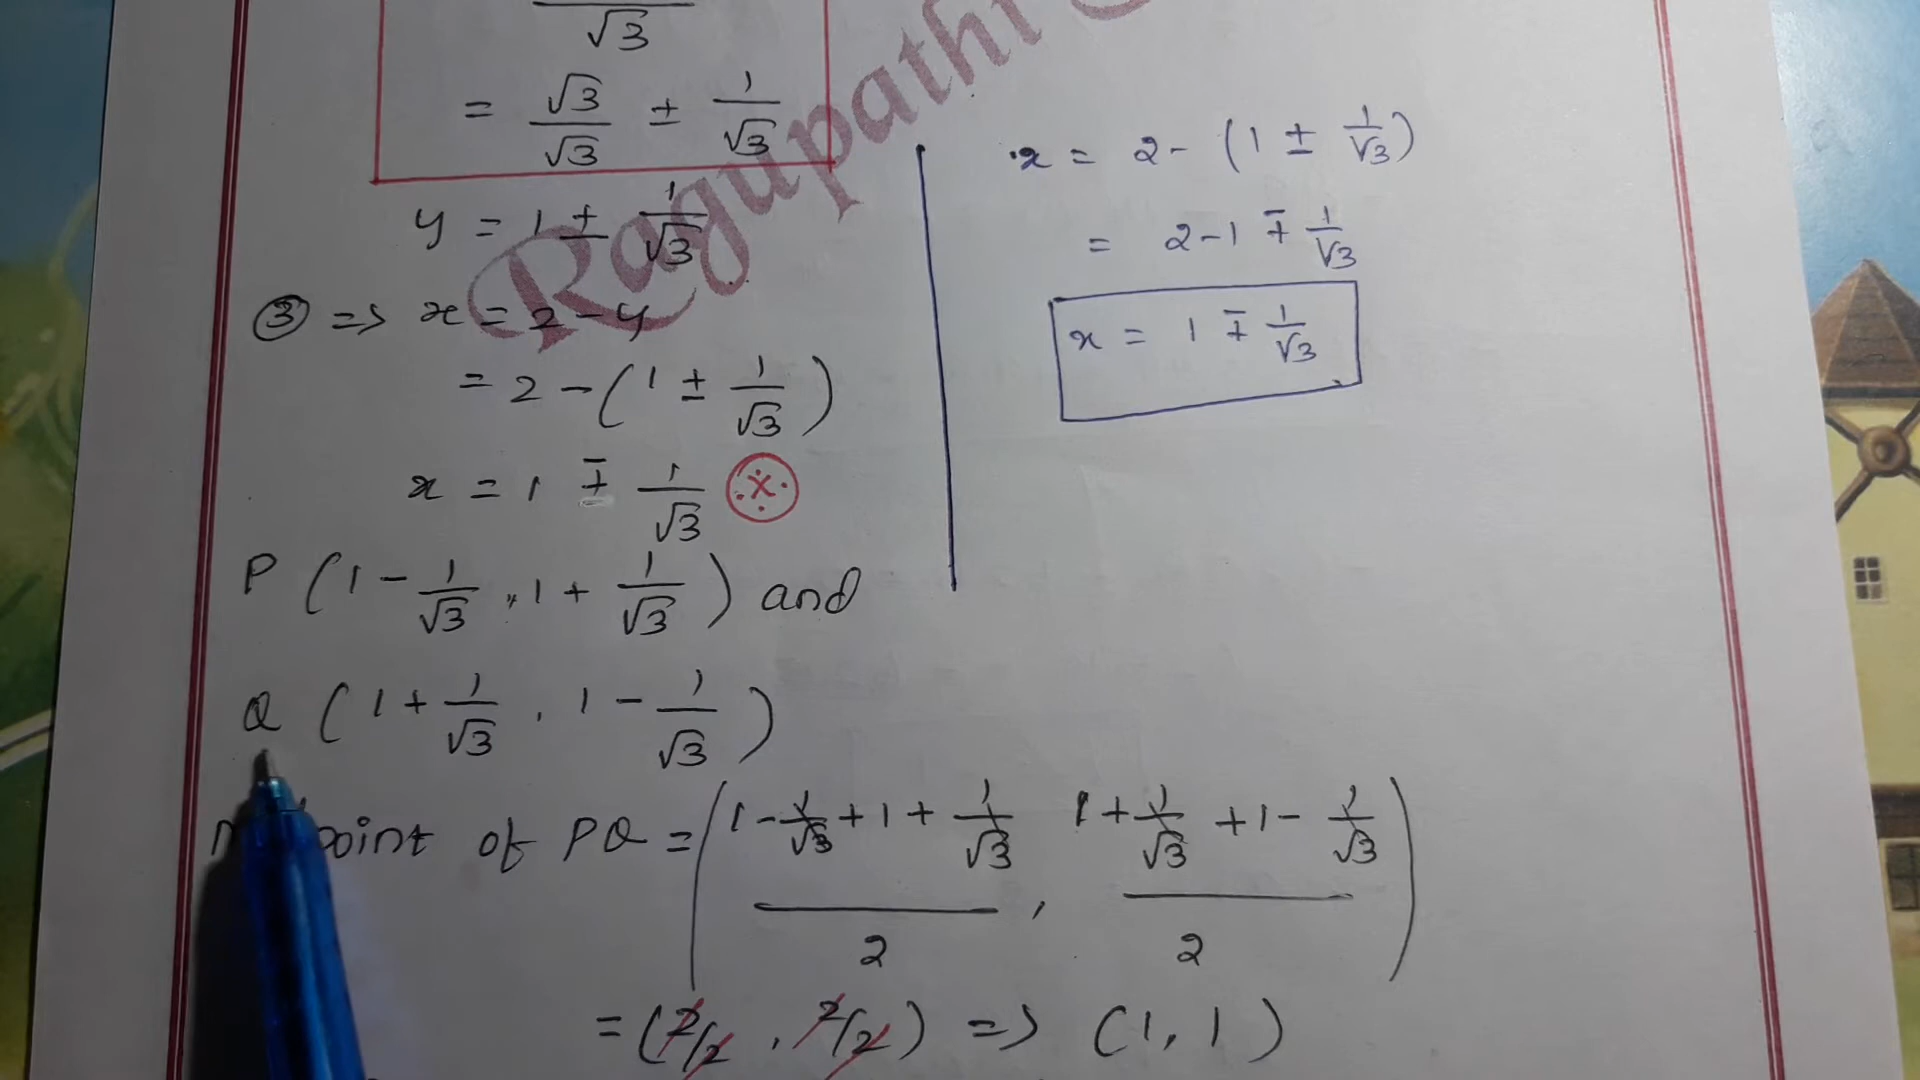 √3
= √3/√3 ± 1/√3
y = 1 ± 1/√3
③ => x = 2 - y
= 2 - (1 ± 1/√3)
x = 1 ∓ 1/√3
P (1 - 1/√3, 1 + 1/√3) and
Q (1 + 1/√3, 1 - 1/√3)
point of PQ = ((1 - 1/√3 + 1 + 1/√3)/2, (1 + 1/√3 + 1 - 1/√3)/2)
= (2/2, 2/2) => (1, 1)
x = 2 - (1 ± 1/√3)
= 2 - 1 ∓ 1/√3
x = 1 ∓ 1/√3
Ragupathi